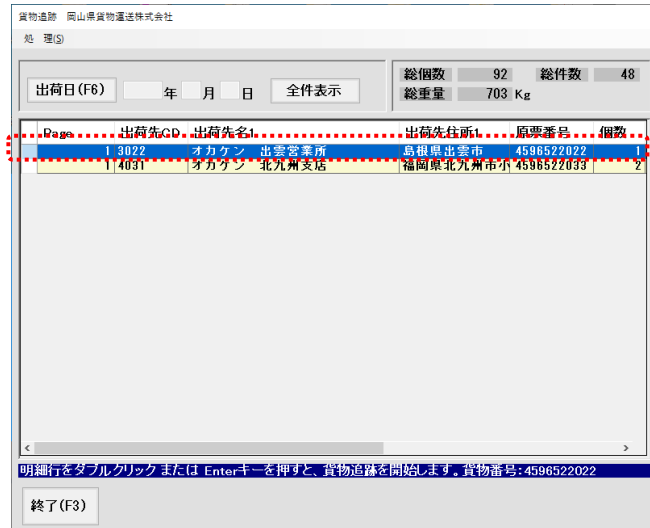 貨物追跡 岡山県貨物運送株式会社
処 理(S)
出荷日(F6) 年 月 日 全件表示
総個数 92 総件数 48
総重量 703 Kg
Page 出荷先CD 出荷先名1 出荷先住所1 原票番号 個数
1 3022 オカケン 出雲営業所 島根県出雲市 4596522022 1
1 4031 オカケン 北九州支店 福岡県北九州市小 4596522033 2
明細行をダブルクリック または Enterキーを押すと、貨物追跡を開始します。貨物番号:4596522022
終了(F3)